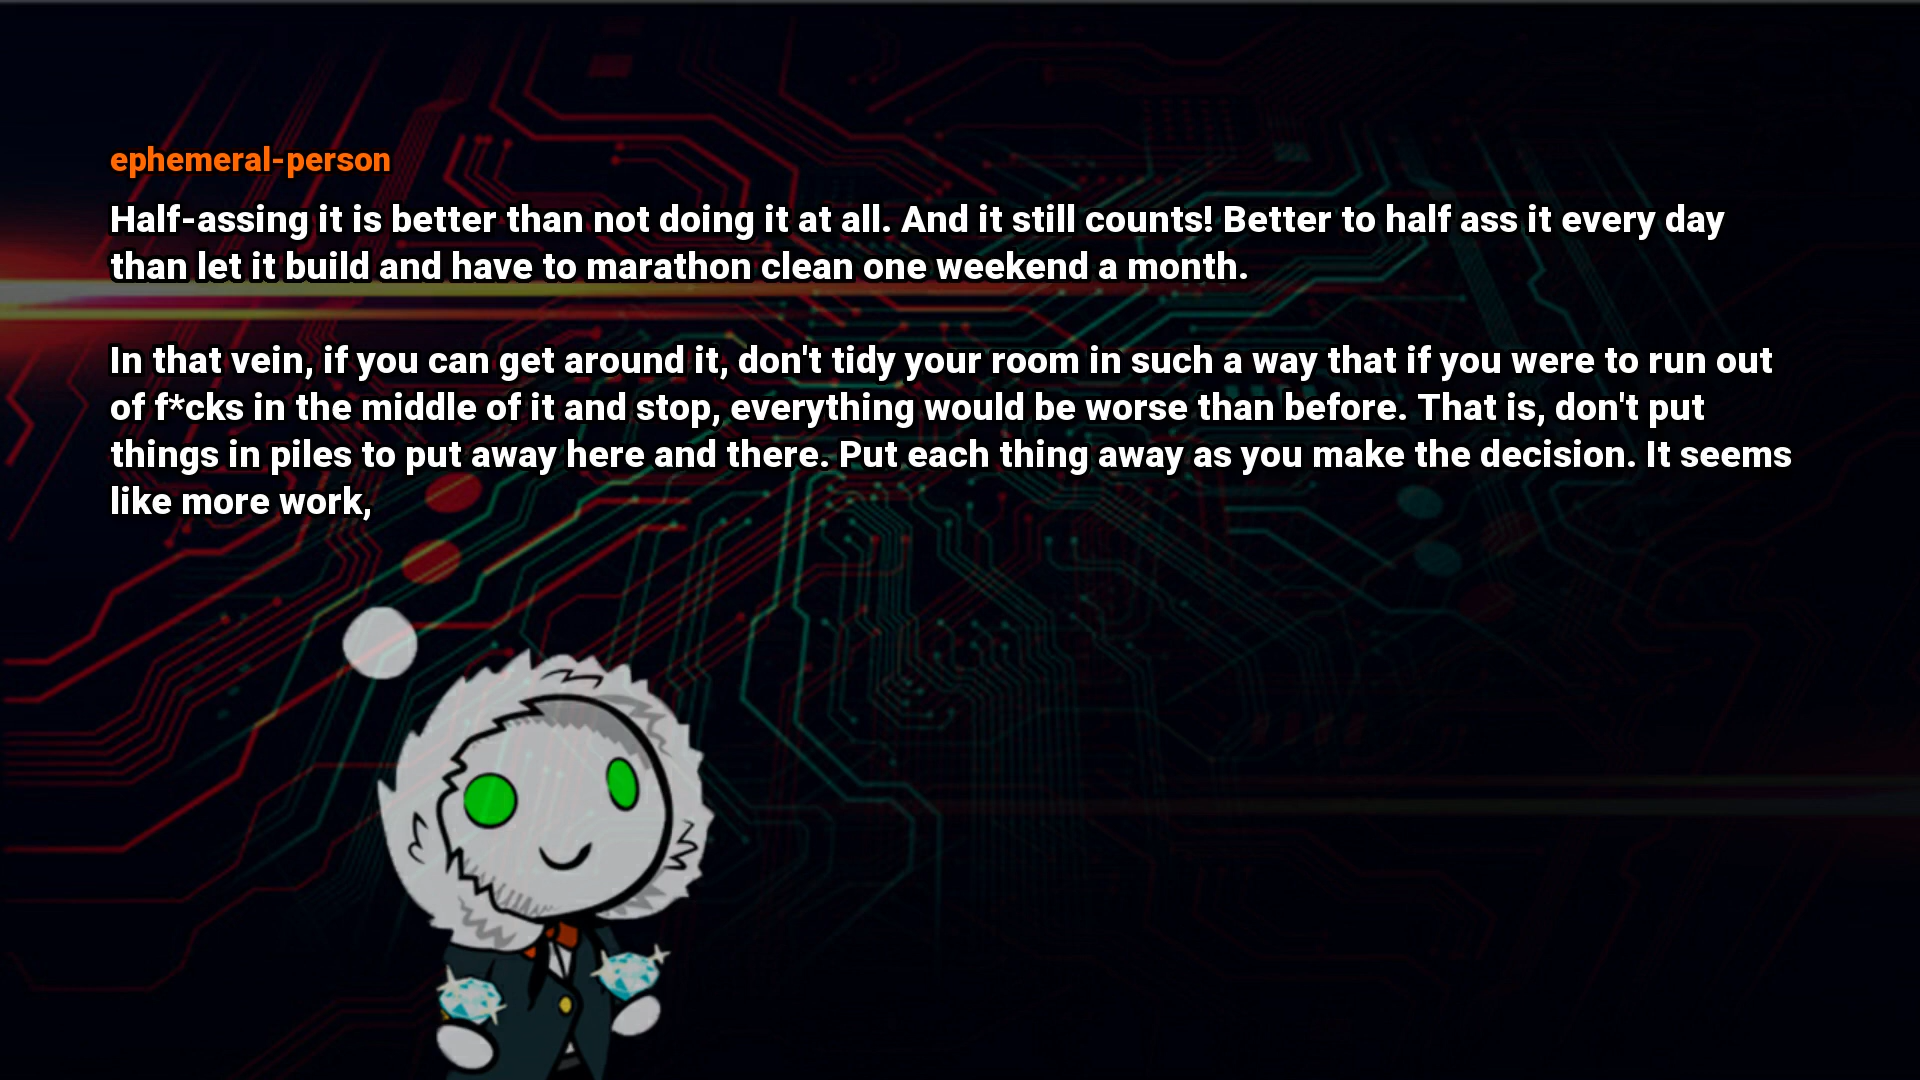 ephemeral-person
Half-assing it is better than not doing it at all. And it still counts! Better to half ass it every day
than let it build and have to marathon clean one weekend a month.
In that vein, if you can get around it, don't tidy your room in such a way that if you were to run out
of f*cks in the middle of it and stop, everything would be worse than before. That is, don't put
things in piles to put away here and there. Put each thing away as you make the decision. It seems
like more work,